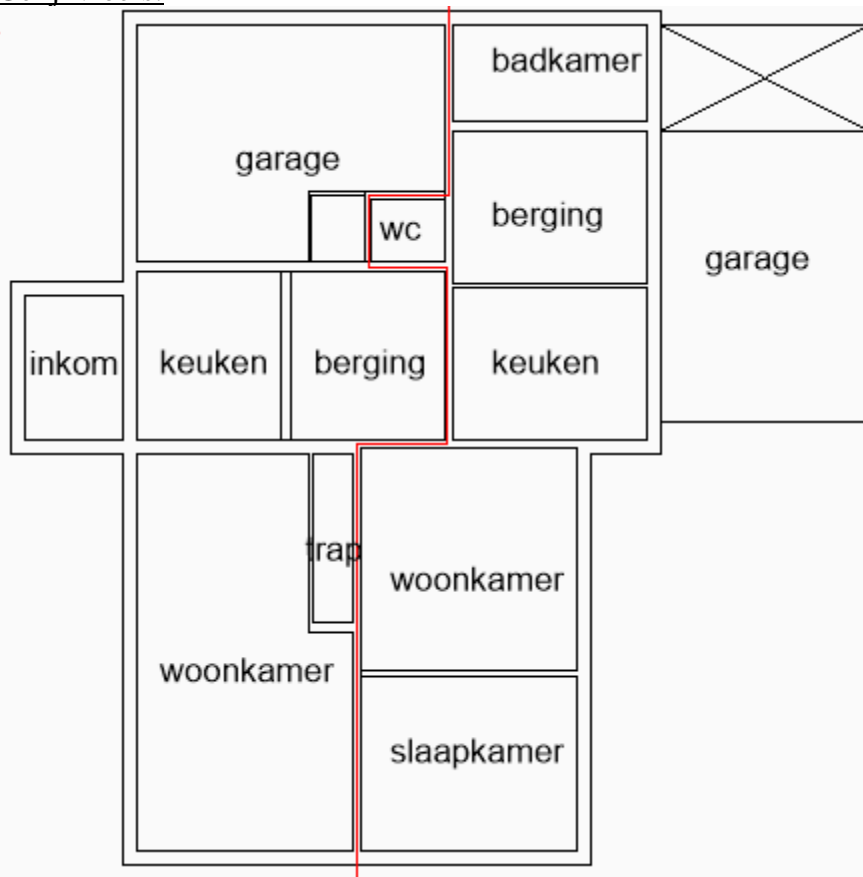 badkamer
garage
berging
wc
garage
inkom
keuken
berging
keuken
trap
woonkamer
woonkamer
slaapkamer